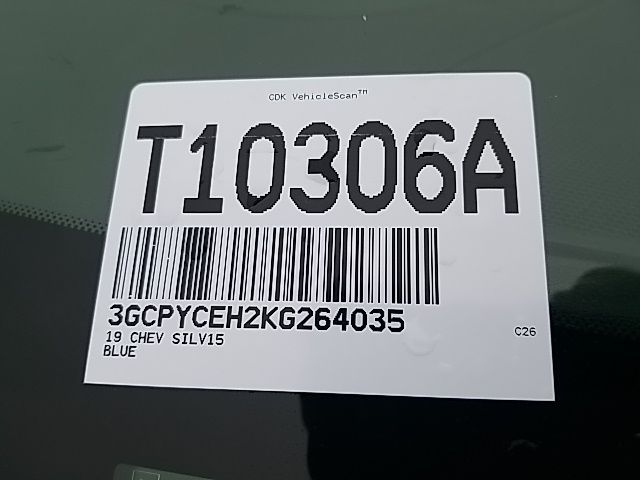 CDK VehicleScan™
T10306A
3GCPYCEH2KG264035
19 CHEV SILV15
C26
BLUE